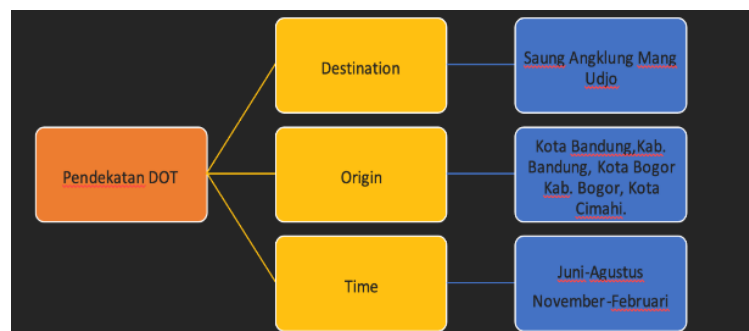 Pendekatan DOT
Destination
Saung Angklung Mang
Udjo
Origin
Kota Bandung,Kab.
Bandung, Kota Bogor
Kab. Bogor, Kota
Cimahi.
Time
Juni-Agustus
November-Februari